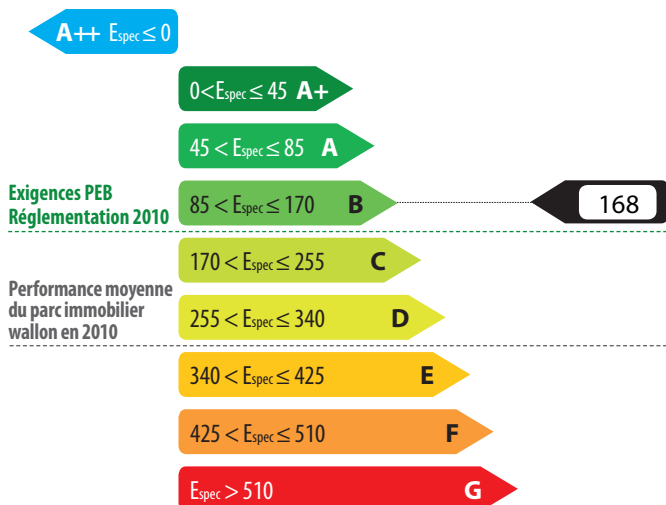 A++ Espec ≤ 0
0<Espec ≤ 45 A+
45 < Espec ≤ 85 A
Exigences PEB
Réglementation 2010
85 < Espec ≤ 170 B
168
170 < Espec ≤ 255 C
Performance moyenne
du parc immobilier
wallon en 2010
255 < Espec ≤ 340 D
340 < Espec ≤ 425 E
425 < Espec ≤ 510 F
Espec > 510 G